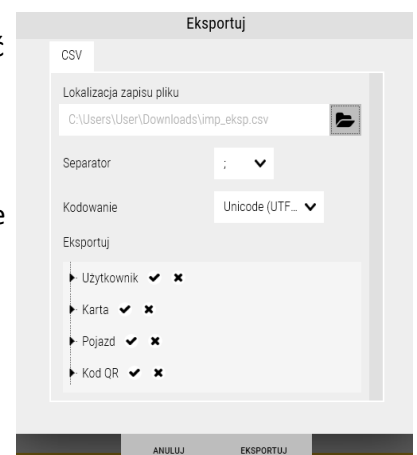 Eksportuj
ć
CSV
Lokalizacja zapisu pliku
C:\Users\User\Downloads\imp_eksp.csv
Separator ;
e
Kodowanie Unicode (UTF...
Eksportuj
Użytkownik
Karta
Pojazd
Kod QR
ANULUJ EKSPORTUJ